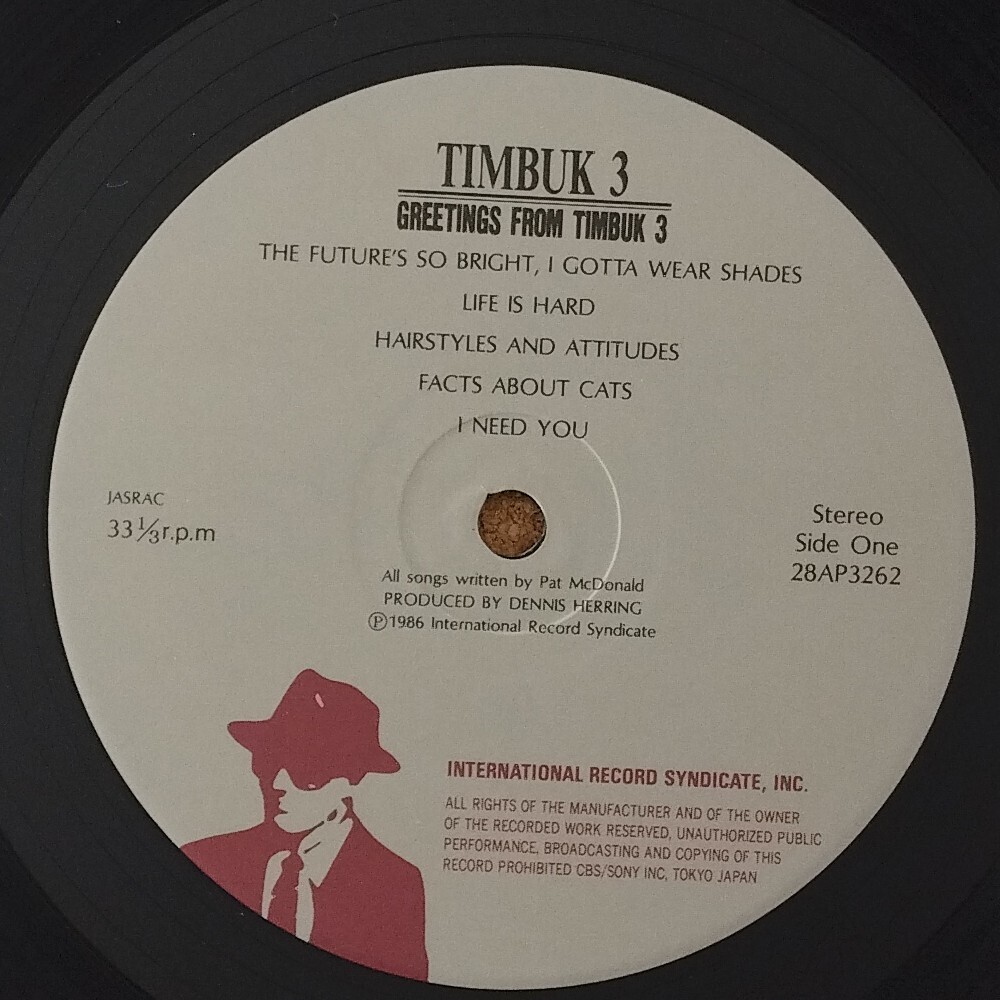 TIMBUK 3
GREETINGS FROM TIMBUK 3
THE FUTURE'S SO BRIGHT, I GOTTA WEAR SHADES
LIFE IS HARD
HAIRSTYLES AND ATTITUDES
FACTS ABOUT CATS
I NEED YOU
JASRAC
33⅓r.p.m
Stereo
Side One
28AP3262
All songs written by Pat McDonald
PRODUCED BY DENNIS HERRING
Ⓟ1986 International Record Syndicate
INTERNATIONAL RECORD SYNDICATE, INC.
ALL RIGHTS OF THE MANUFACTURER AND OF THE OWNER
OF THE RECORDED WORK RESERVED, UNAUTHORIZED PUBLIC
PERFORMANCE, BROADCASTING AND COPYING OF THIS
RECORD PROHIBITED CBS/SONY INC, TOKYO JAPAN